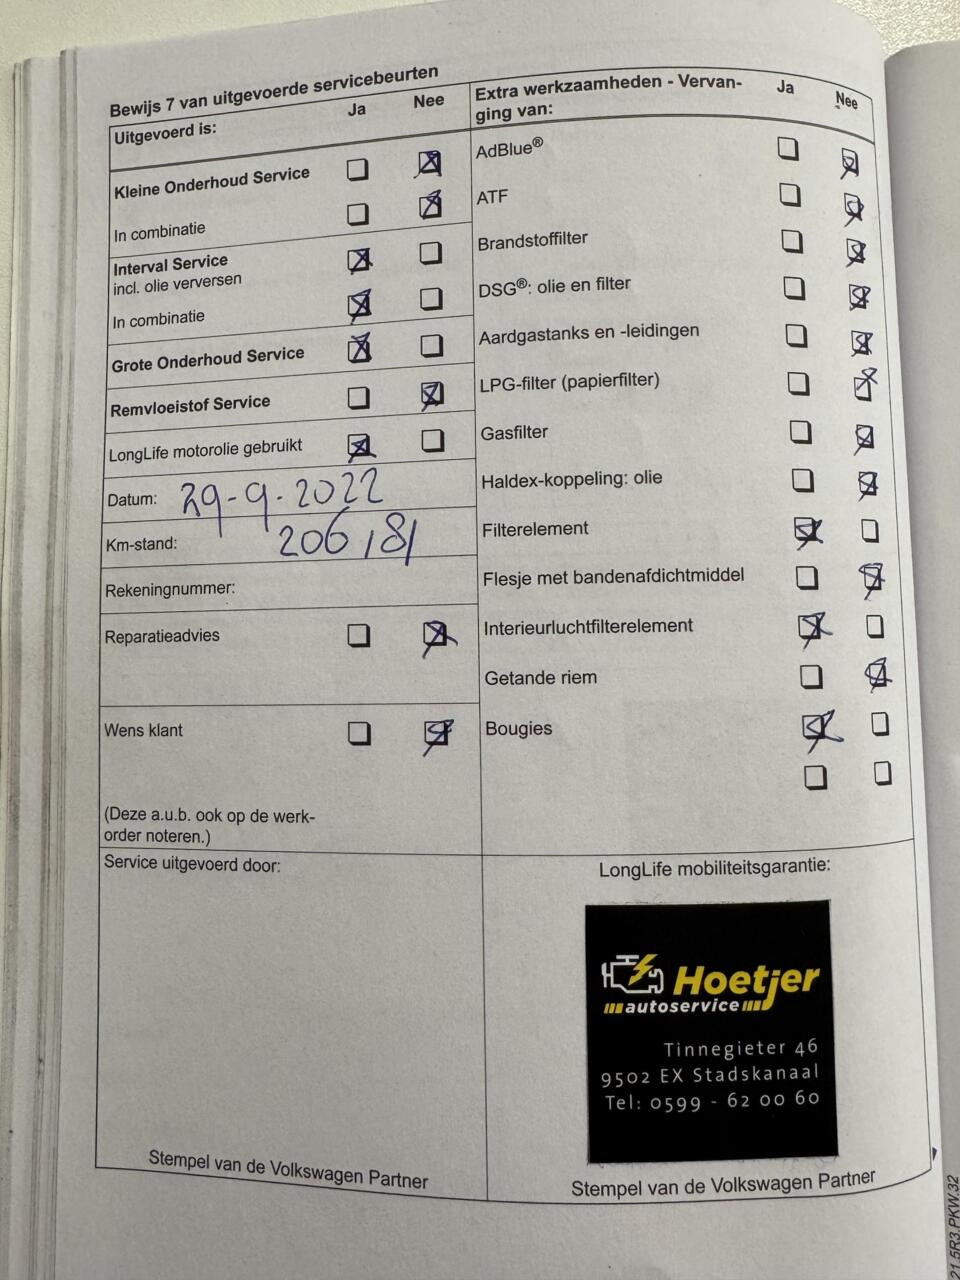 Bewijs 7 van uitgevoerde servicebeurten
Uitgevoerd is: Ja Nee
Kleine Onderhoud Service
In combinatie
Interval Service
incl. olie verversen
In combinatie
Grote Onderhoud Service
Remvloeistof Service
LongLife motorolie gebruikt
Datum: 29-9-2022
Km-stand: 206181
Rekeningnummer:
Reparatieadvies
Wens klant
(Deze a.u.b. ook op de werk-
order noteren.)
Extra werkzaamheden - Vervan-
ging van: Ja Nee
AdBlue®
ATF
Brandstoffilter
DSG®: olie en filter
Aardgastanks en -leidingen
LPG-filter (papierfilter)
Gasfilter
Haldex-koppeling: olie
Filterelement
Flesje met bandenafdichtmiddel
Interieurluchtfilterelement
Getande riem
Bougies
Service uitgevoerd door:
Stempel van de Volkswagen Partner
LongLife mobiliteitsgarantie:
Hoetjer
autoservice
Tinnegieter 46
9502 EX Stadskanaal
Tel: 0599 - 62 00 60
Stempel van de Volkswagen Partner
21.5R3.PKW.32